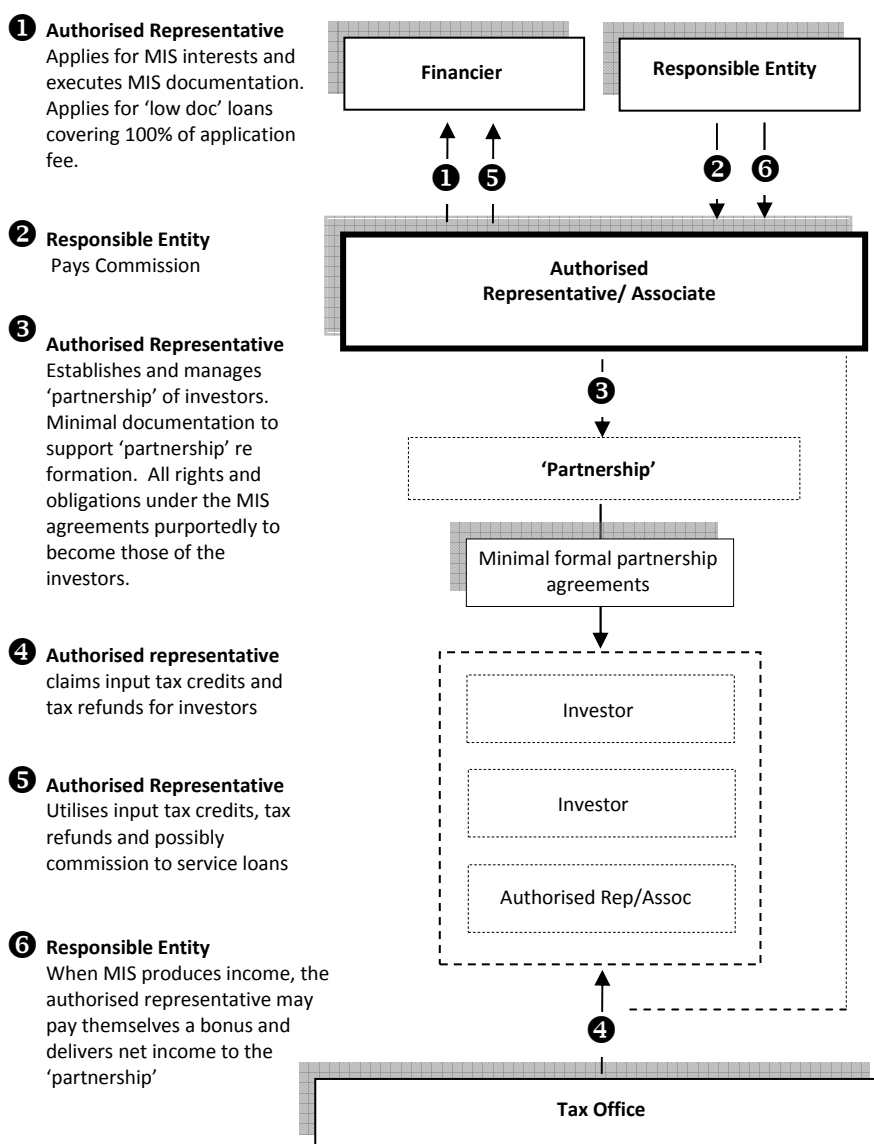 ❶ Authorised Representative
Applies for MIS interests and
executes MIS documentation.
Applies for ‘low doc’ loans
covering 100% of application
fee.
❷ Responsible Entity
Pays Commission
❸
Authorised Representative
Establishes and manages
‘partnership’ of investors.
Minimal documentation to
support ‘partnership’ re
formation. All rights and
obligations under the MIS
agreements purportedly to
become those of the
investors.
❹ Authorised representative
claims input tax credits and
tax refunds for investors
❺ Authorised Representative
Utilises input tax credits, tax
refunds and possibly
commission to service loans
❻ Responsible Entity
When MIS produces income, the
authorised representative may
pay themselves a bonus and
delivers net income to the
‘partnership’
Financier
Responsible Entity
❶ ❺
❷ ❻
Authorised
Representative/ Associate
❸
‘Partnership’
Minimal formal partnership
agreements
Investor
Investor
Authorised Rep/Assoc
❹
Tax Office